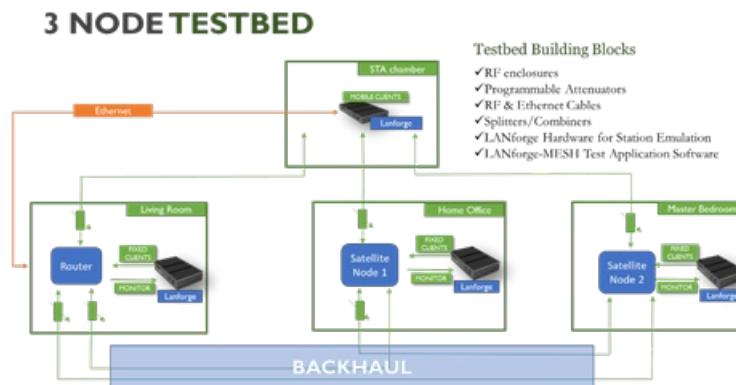 3 NODE TESTBED
Testbed Building Blocks
✓RF enclosures
✓Programmable Attenuators
✓RF & Ethernet Cables
✓Splitters/Combiners
✓LANforge Hardware for Station Emulation
✓LANforge-MESH Test Application Software
STA chamber
MOBILE CLIENTS
Lanforge
Ethernet
Living Room
Router
FIXED
CLIENTS
MONITOR
Lanforge
Home Office
Satellite
Node 1
FIXED
CLIENTS
MONITOR
Lanforge
Master Bedroom
Satellite
Node 2
FIXED
CLIENTS
MONITOR
Lanforge
BACKHAUL